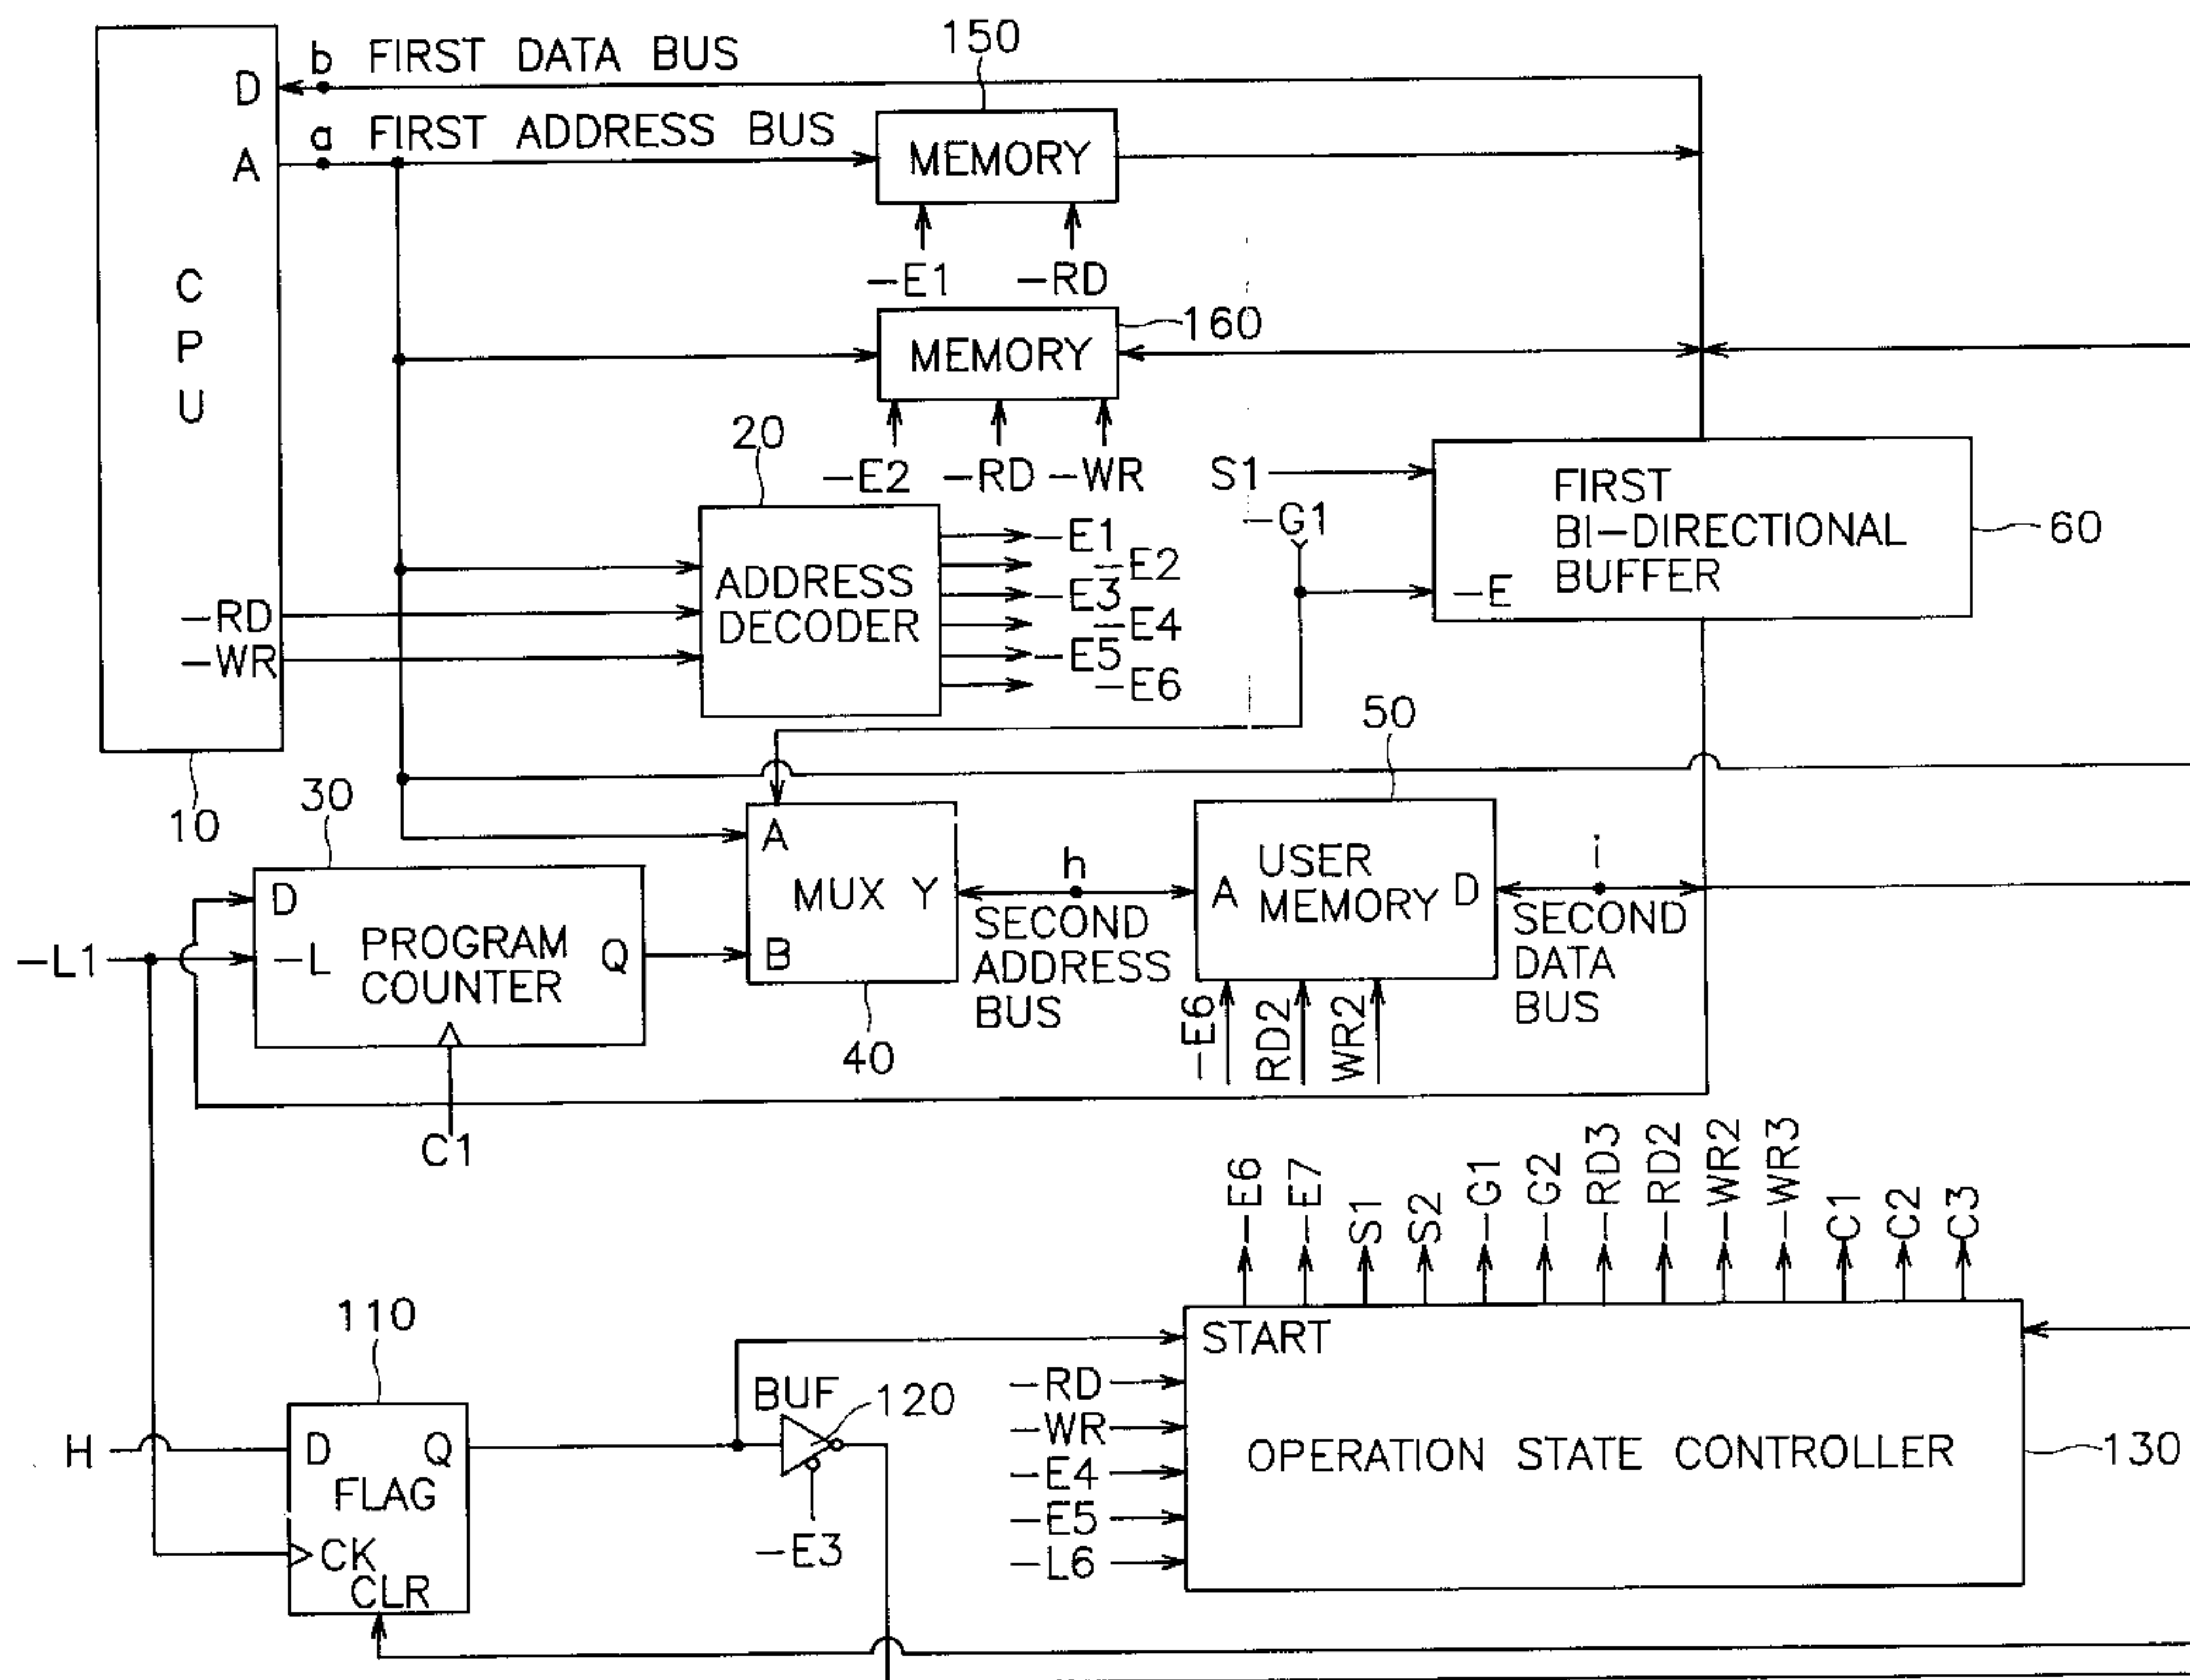 b FIRST DATA BUS
D
a FIRST ADDRESS BUS
A
C
P
U
-RD
-WR
10
150
MEMORY
-E1 -RD
160
MEMORY
-E2 -RD -WR
20
ADDRESS
DECODER
-E1
-E2
-E3
-E4
-E5
-E6
S1
-G1
FIRST
BI-DIRECTIONAL
BUFFER
-E
60
30
D
-L1
-L
PROGRAM
COUNTER
Q
C1
A
MUX Y
B
40
h
SECOND
ADDRESS
BUS
50
A
USER
MEMORY
D
-E6
RD2
WR2
i
SECOND
DATA
BUS
110
H
D Q
FLAG
CK
CLR
BUF
120
-E3
-E6
-E7
S1
S2
-G1
-G2
-RD3
-RD2
-WR2
-WR3
C1
C2
C3
START
-RD
-WR
-E4
-E5
-L6
OPERATION STATE CONTROLLER
130